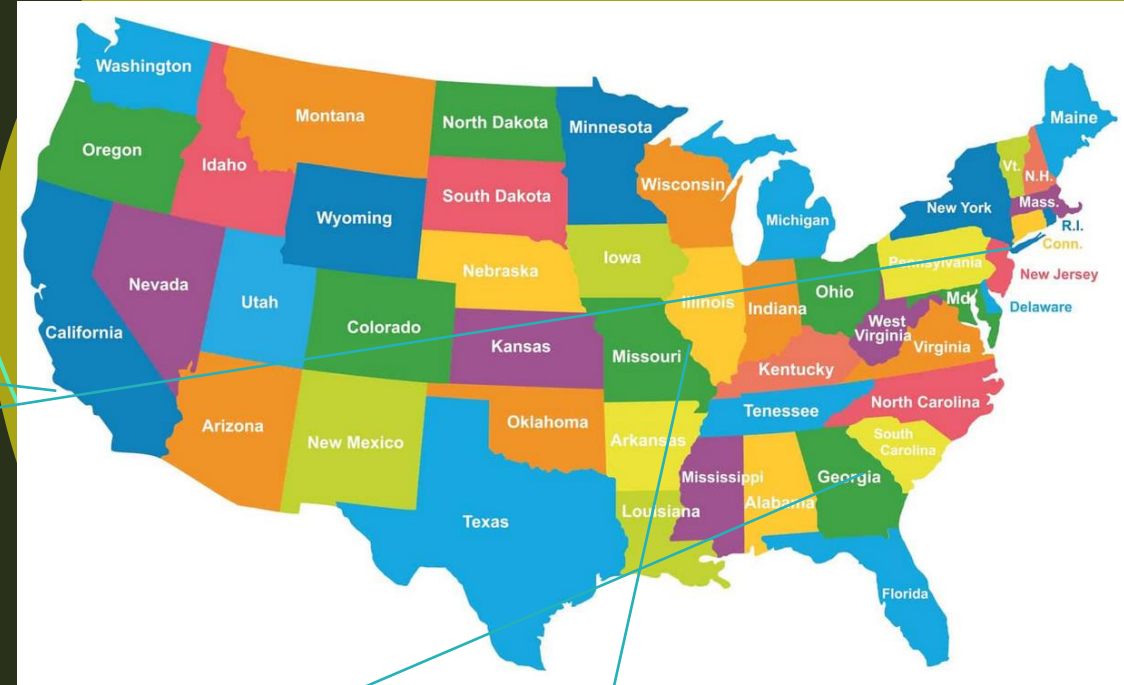 Washington
Montana
North Dakota
Minnesota
Maine
Oregon
Idaho
South Dakota
Wisconsin
Vt.
N.H.
Wyoming
Michigan
New York
Mass.
R.I.
Conn.
Nebraska
Iowa
Pennsylvania
New Jersey
Nevada
Utah
Illinois
Indiana
Ohio
Md.
Delaware
California
Colorado
Kansas
Missouri
West
Virginia
Virginia
Kentucky
Arizona
New Mexico
Oklahoma
Arkansas
Tenessee
North Carolina
South
Carolina
Mississippi
Alabama
Georgia
Texas
Louisiana
Florida